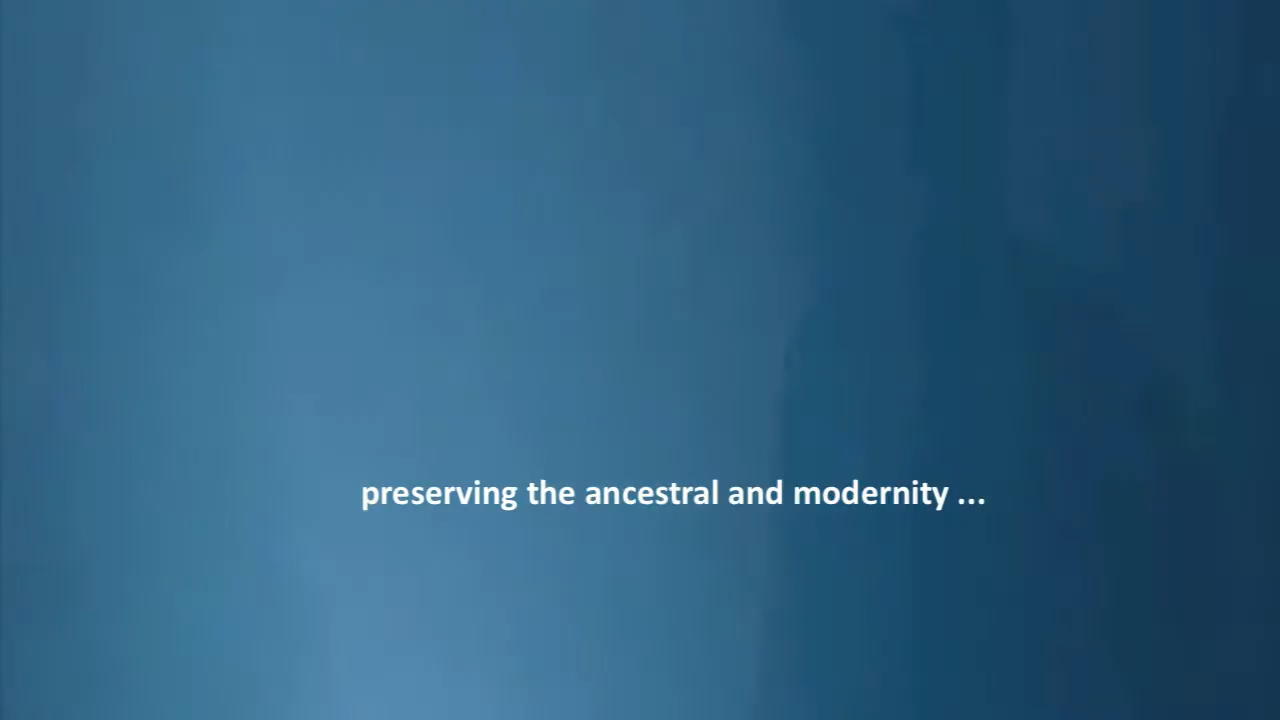 preserving the ancestral and modernity ...